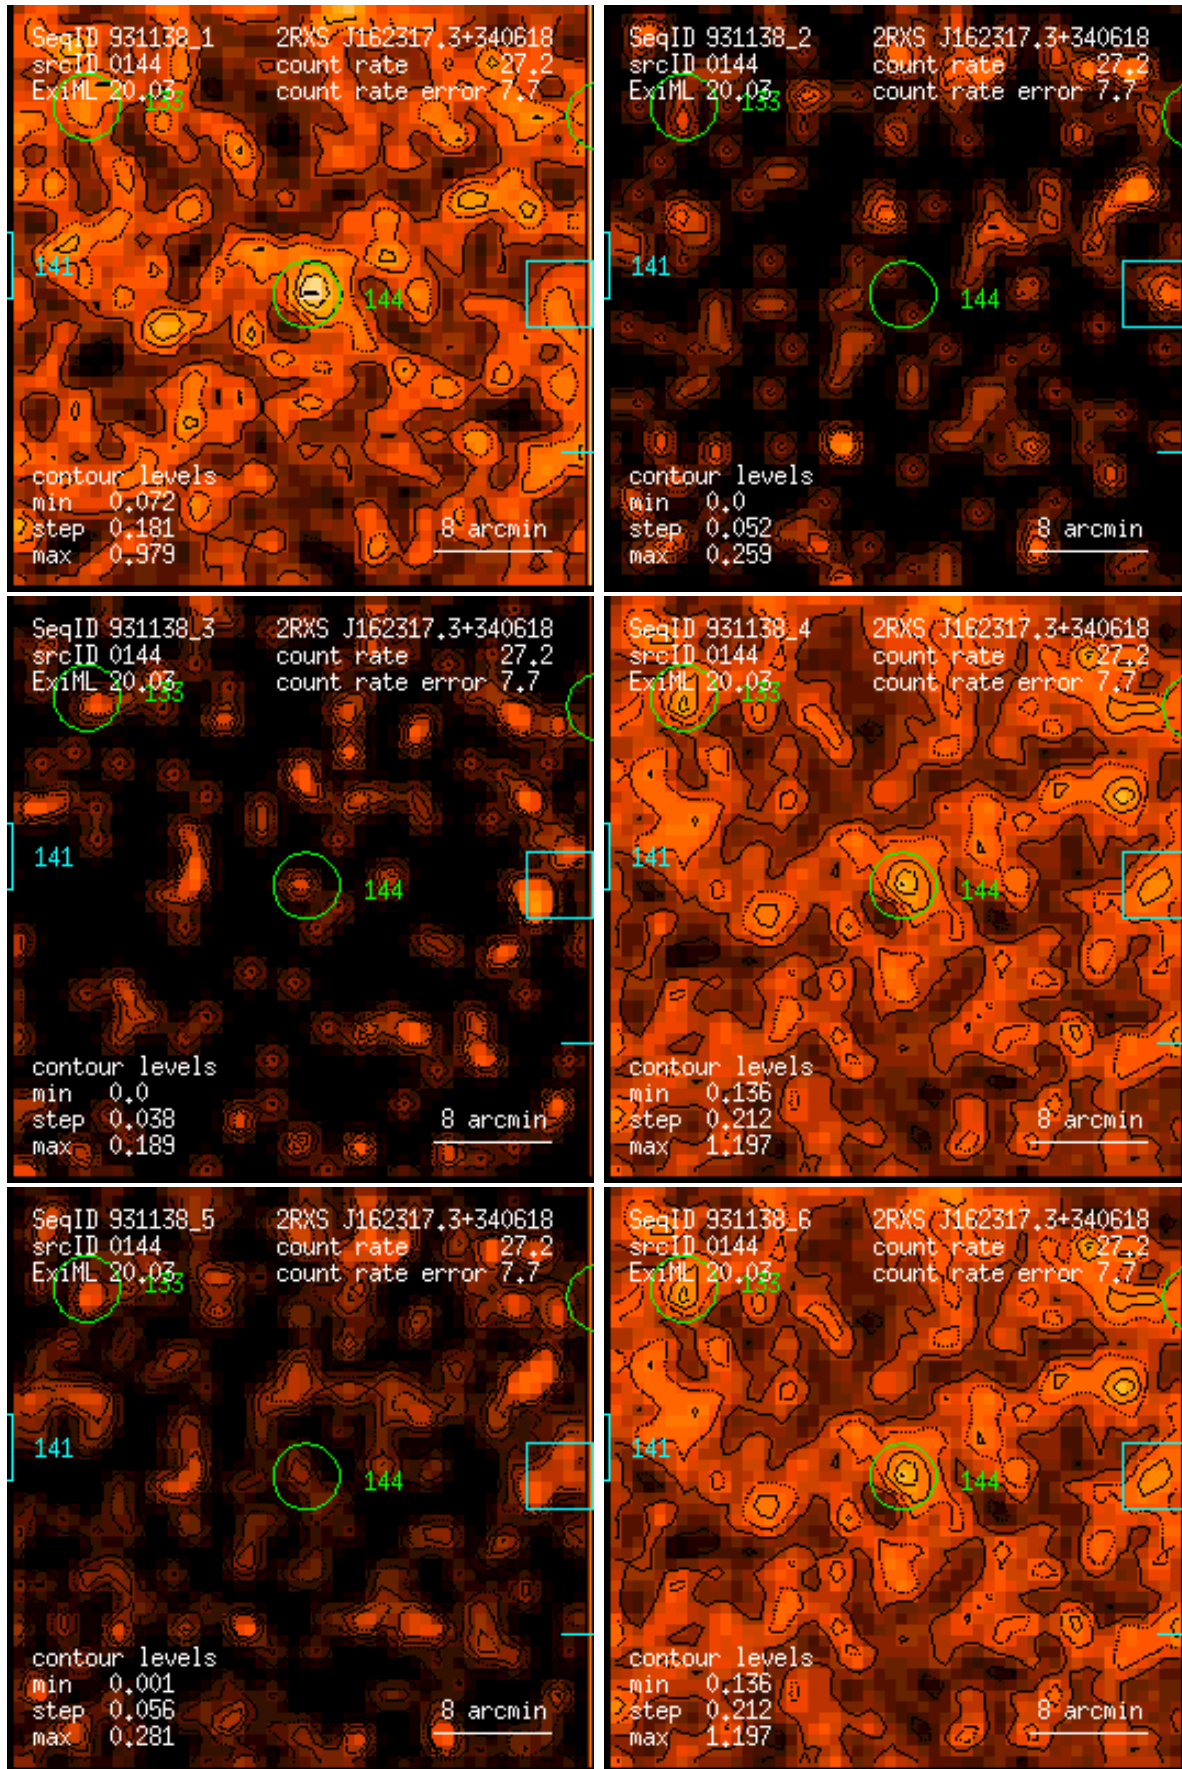 SeqID 931138_1 2RXS J162317.3+340618
srcID 0144 count rate 27.2
ExiML 20.03 count rate error 7.7
133
141
144
contour levels
min 0.072
step 0.181 8 arcmin
max 0.979
SeqID 931138_2 2RXS J162317.3+340618
srcID 0144 count rate 27.2
ExiML 20.03 count rate error 7.7
133
141
144
contour levels
min 0.0
step 0.052 8 arcmin
max 0.259
SeqID 931138_3 2RXS J162317.3+340618
srcID 0144 count rate 27.2
ExiML 20.03 count rate error 7.7
133
141
144
contour levels
min 0.0
step 0.038 8 arcmin
max 0.189
SeqID 931138_4 2RXS J162317.3+340618
srcID 0144 count rate 27.2
ExiML 20.03 count rate error 7.7
133
141
144
contour levels
min 0.136
step 0.212 8 arcmin
max 1.197
SeqID 931138_5 2RXS J162317.3+340618
srcID 0144 count rate 27.2
ExiML 20.03 count rate error 7.7
133
141
144
contour levels
min 0.001
step 0.056 8 arcmin
max 0.281
SeqID 931138_6 2RXS J162317.3+340618
srcID 0144 count rate 27.2
ExiML 20.03 count rate error 7.7
133
141
144
contour levels
min 0.136
step 0.212 8 arcmin
max 1.197